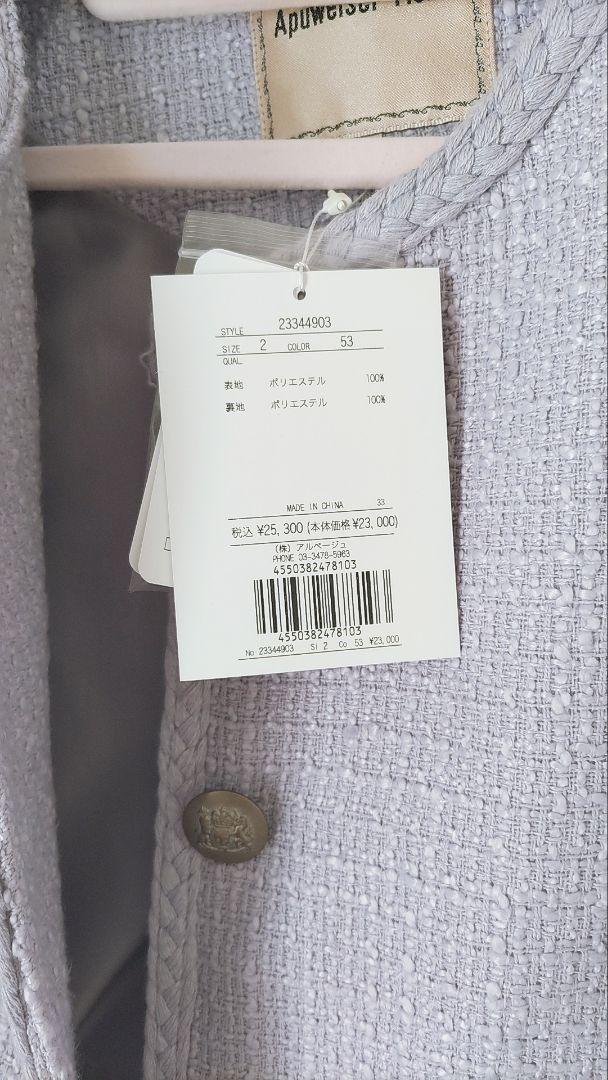 Apuweiser
STYLE 23344903
SIZE 2 COLOR 53
QUAL
表地 ポリエステル 100%
裏地 ポリエステル 100%
MADE IN CHINA 33
税込 ¥25,300 (本体価格 ¥23,000)
(株) アルページュ
PHONE 03-3478-5963
4550382478103
4550382478103
No 23344903 SI 2 Co 53 ¥23,000